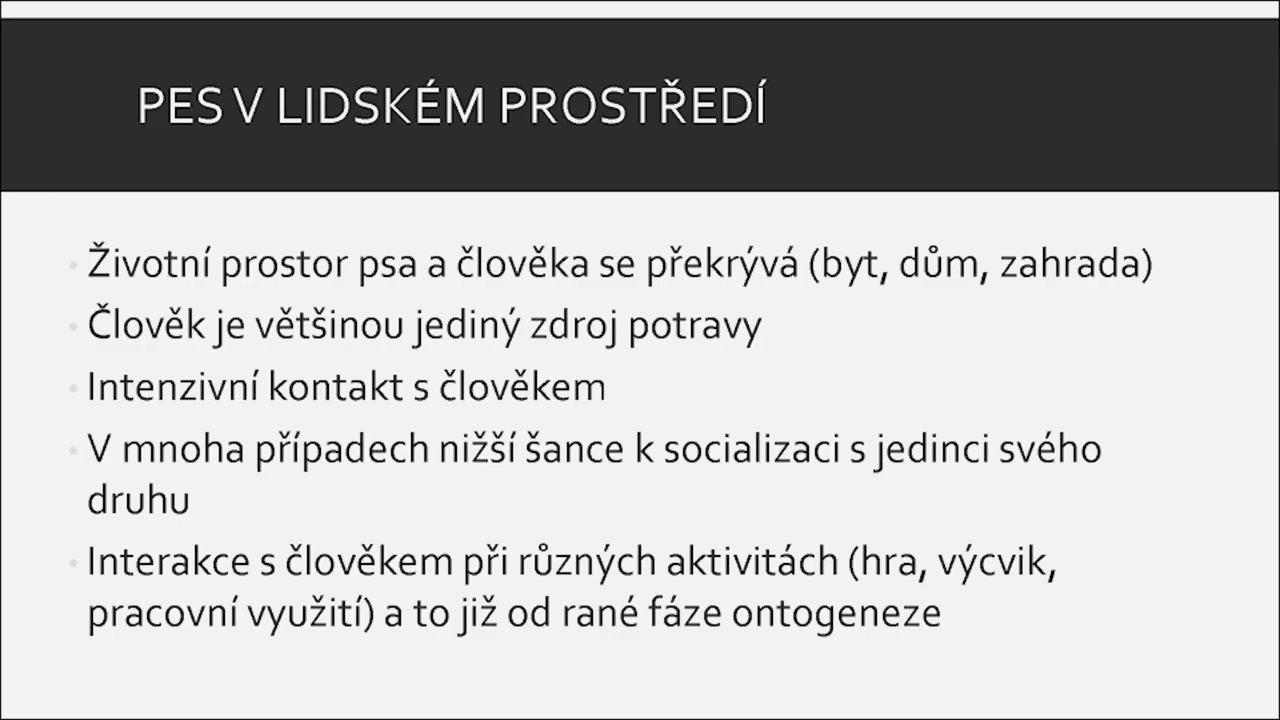 PES V LIDSKÉM PROSTŘEDÍ
• Životní prostor psa a člověka se překrývá (byt, dům, zahrada)
• Člověk je většinou jediný zdroj potravy
• Intenzivní kontakt s člověkem
• V mnoha případech nižší šance k socializaci s jedinci svého
druhu
• Interakce s člověkem při různých aktivitách (hra, výcvik,
pracovní využití) a to již od rané fáze ontogeneze